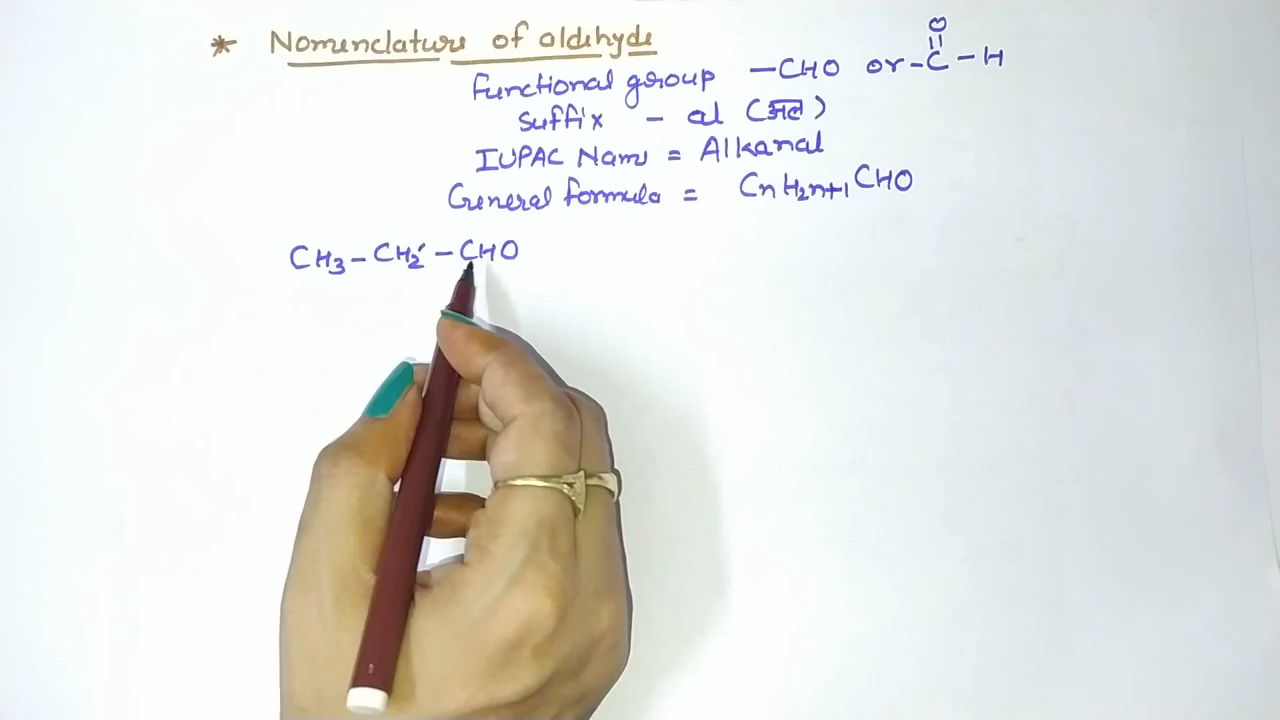 * Nomenclature of aldehyde
Functional group –CHO or –C–H
O
||
Suffix – al (अल)
IUPAC Nam = Alkanal
General formula = CnH2n+1CHO
CH3–CH2–CHO